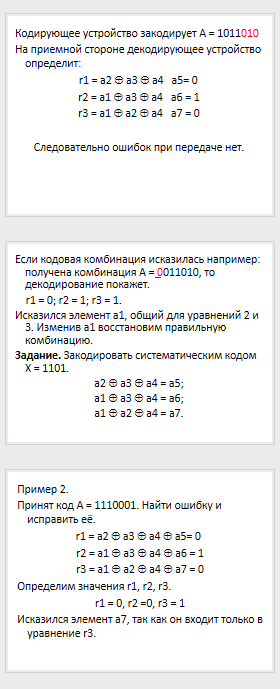 Кодирующее устройство закодирует A = 1011010
На приемной стороне декодирующее устройство
определит:
r1 = a2 ⊕ a3 ⊕ a4 a5= 0
r2 = a1 ⊕ a3 ⊕ a4 a6 = 1
r3 = a1 ⊕ a2 ⊕ a4 a7 = 0
Следовательно ошибок при передаче нет.
Если кодовая комбинация исказилась например:
получена комбинация A = 0011010, то
декодирование покажет.
r1 = 0; r2 = 1; r3 = 1.
Исказился элемент a1, общий для уравнений 2 и
3. Изменив a1 восстановим правильную
комбинацию.
Задание. Закодировать систематическим кодом
X = 1101.
a2 ⊕ a3 ⊕ a4 = a5;
a1 ⊕ a3 ⊕ a4 = a6;
a1 ⊕ a2 ⊕ a4 = a7.
Пример 2.
Принят код A = 1110001. Найти ошибку и
исправить её.
r1 = a2 ⊕ a3 ⊕ a4 ⊕ a5= 0
r2 = a1 ⊕ a3 ⊕ a4 ⊕ a6 = 1
r3 = a1 ⊕ a2 ⊕ a4 ⊕ a7 = 0
Определим значения r1, r2, r3.
r1 = 0, r2 =0, r3 = 1
Исказился элемент a7, так как он входит только в
уравнение r3.